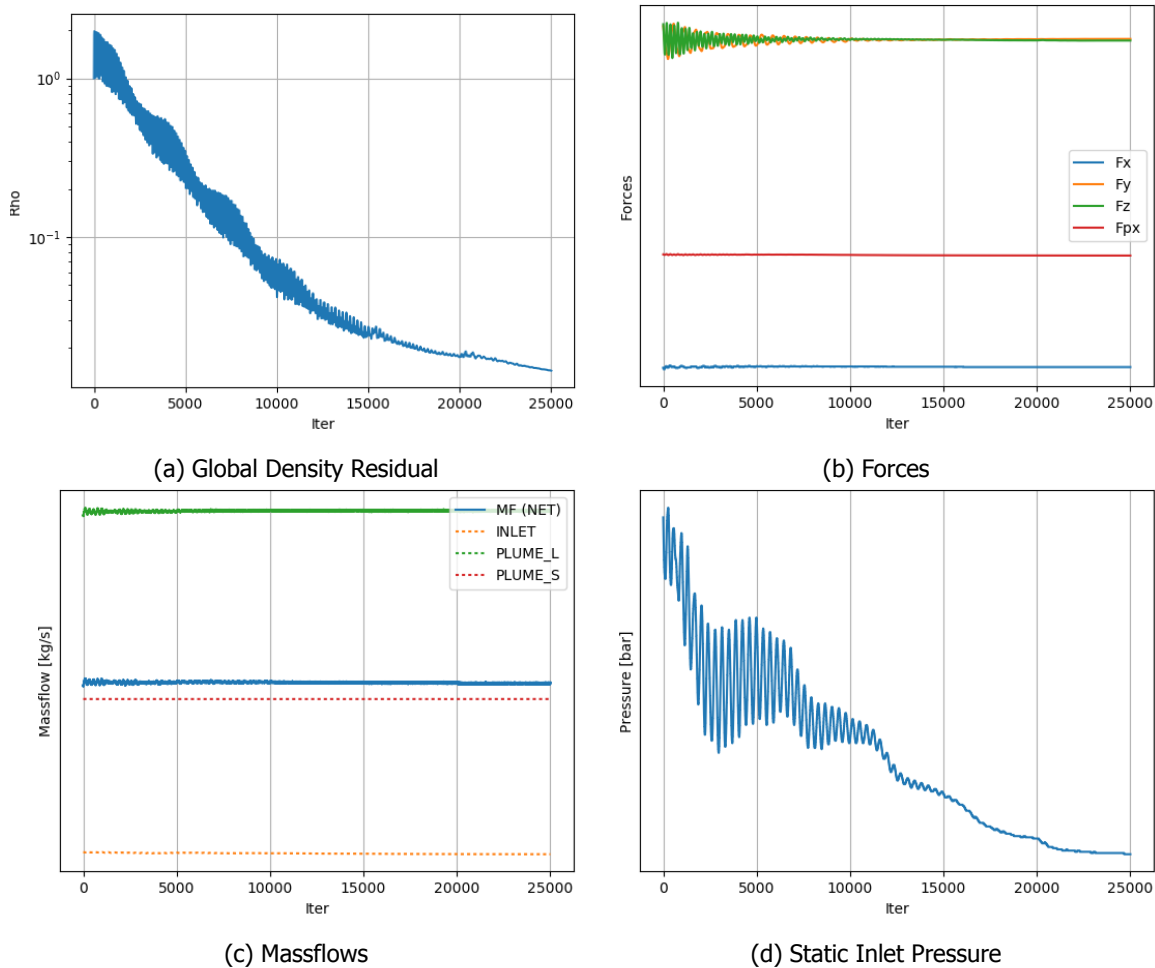 10⁰
10⁻¹
Rho
0 5000 10000 15000 20000 25000
Iter
(a) Global Density Residual
Forces
Fx
Fy
Fz
Fpx
0 5000 10000 15000 20000 25000
Iter
(b) Forces
Massflow [kg/s]
MF (NET)
INLET
PLUME_L
PLUME_S
0 5000 10000 15000 20000 25000
Iter
(c) Massflows
Pressure [bar]
0 5000 10000 15000 20000 25000
Iter
(d) Static Inlet Pressure